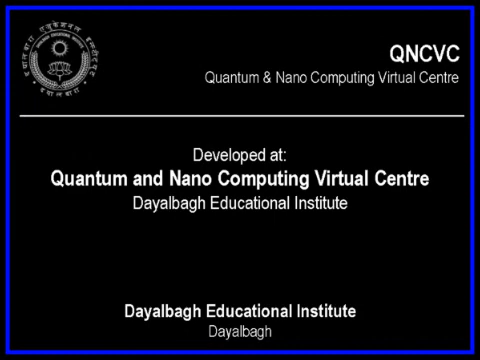 QNCVC
Quantum & Nano Computing Virtual Centre
Developed at:
Quantum and Nano Computing Virtual Centre
Dayalbagh Educational Institute
Dayalbagh Educational Institute
Dayalbagh